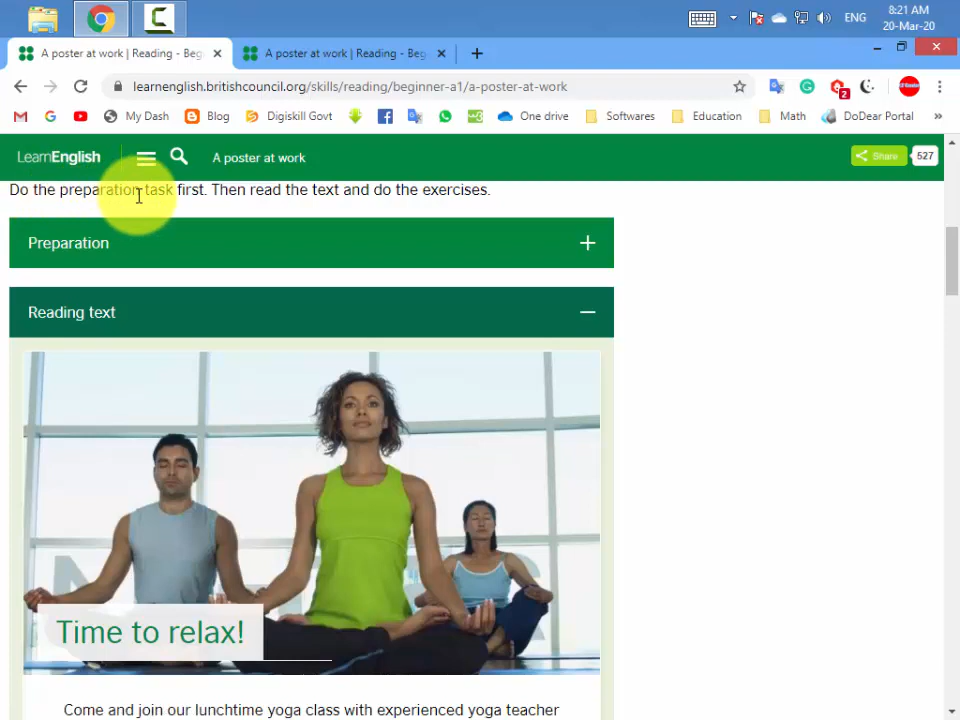 8:21 AM
ENG
20-Mar-20
A poster at work | Reading - Beg
A poster at work | Reading - Beg
learnenglish.britishcouncil.org/skills/reading/beginner-a1/a-poster-at-work
2
My Dash
Blog
Digiskill Govt
One drive
Softwares
Education
Math
DoDear Portal
»
LearnEnglish
A poster at work
Share
527
Do the preparation task first. Then read the text and do the exercises.
Preparation
Reading text
Time to relax!
Come and join our lunchtime yoga class with experienced yoga teacher